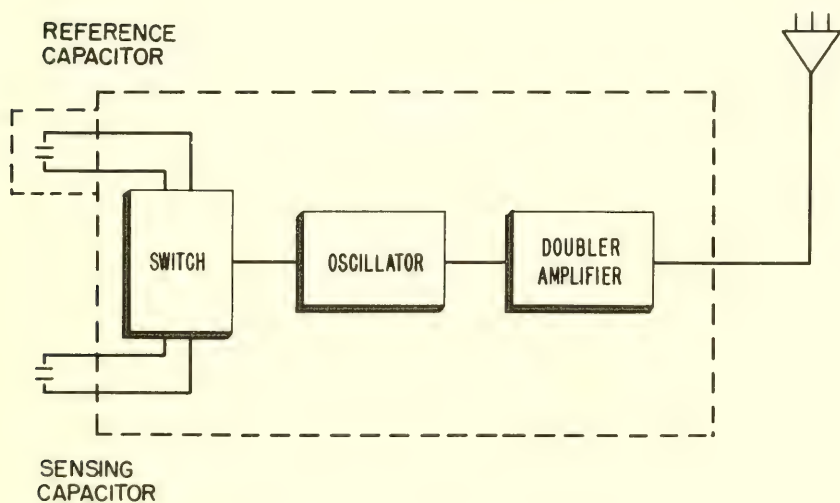 REFERENCE
CAPACITOR
SWITCH
OSCILLATOR
DOUBLER
AMPLIFIER
SENSING
CAPACITOR